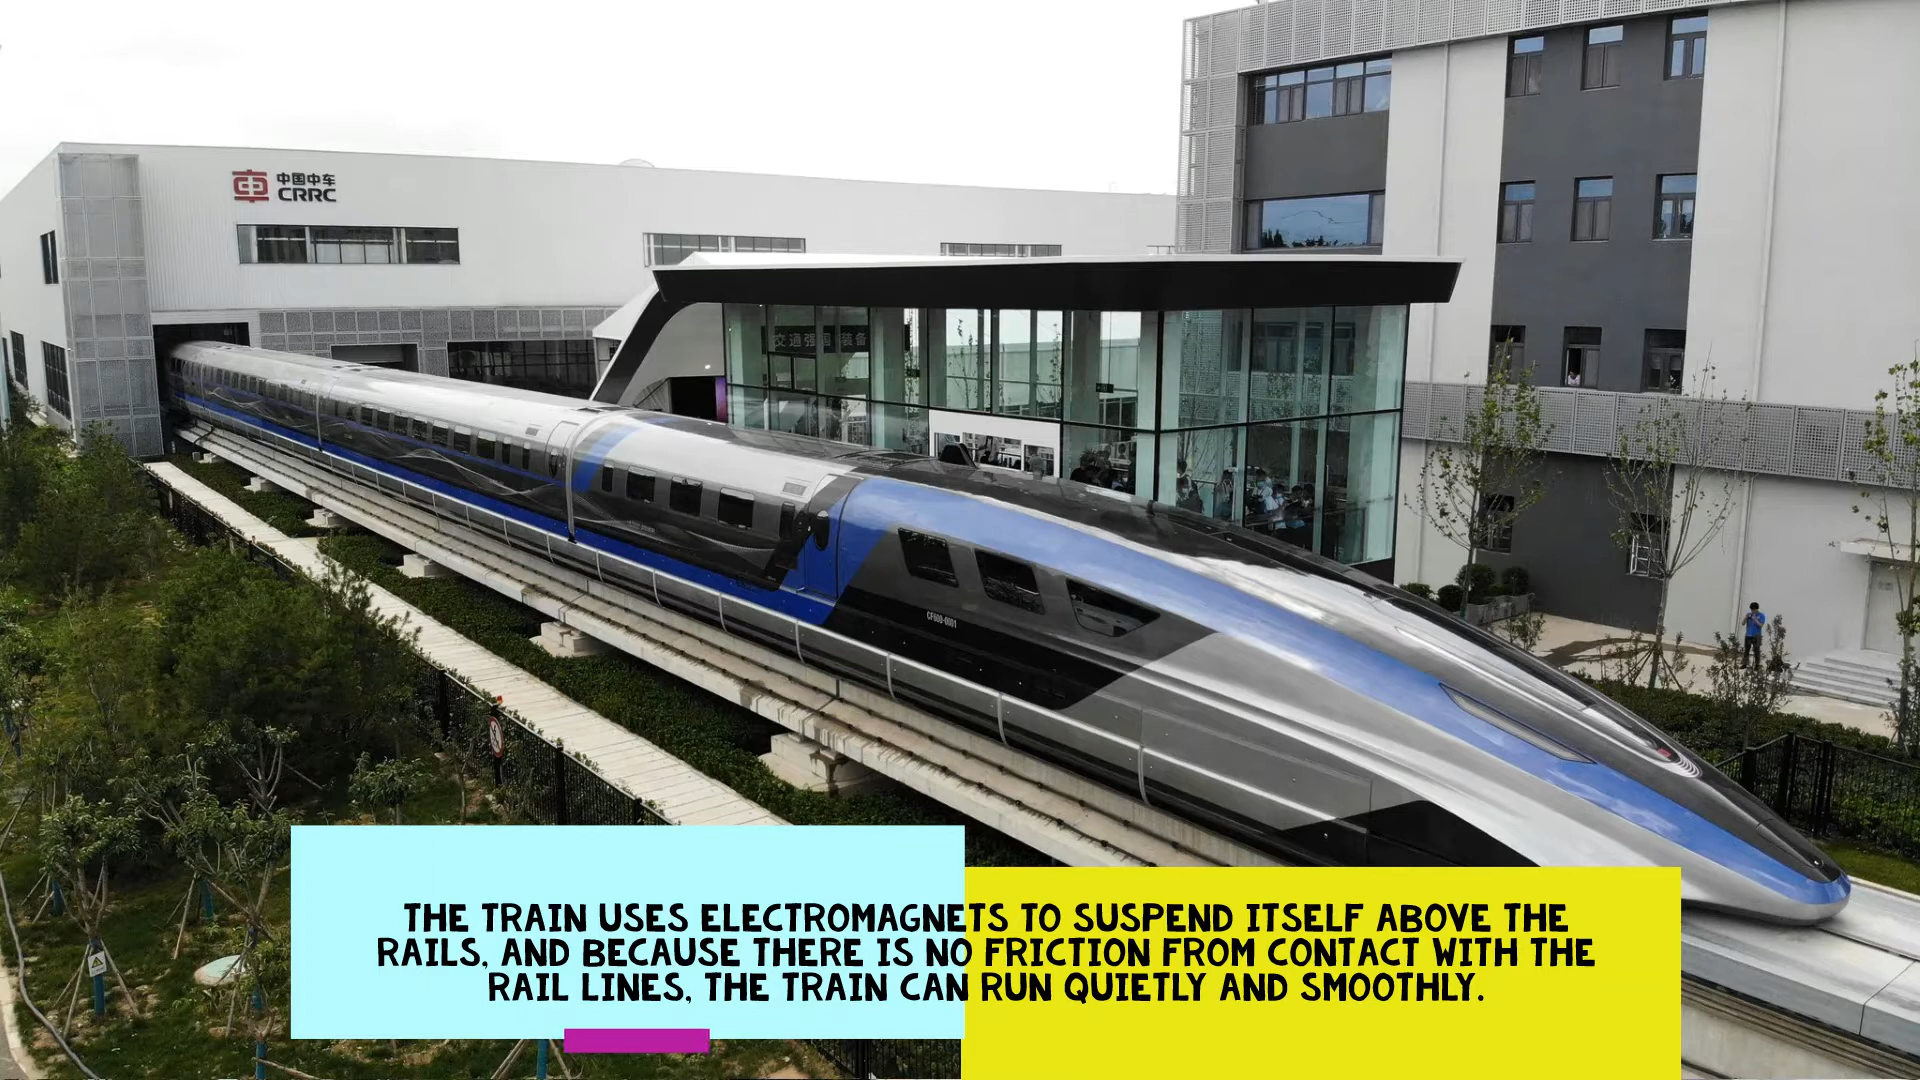 中国中车
CRRC
交通强国 装备
CF600-0001
THE TRAIN USES ELECTROMAGNETS TO SUSPEND ITSELF ABOVE THE
RAILS, AND BECAUSE THERE IS NO FRICTION FROM CONTACT WITH THE
RAIL LINES, THE TRAIN CAN RUN QUIETLY AND SMOOTHLY.